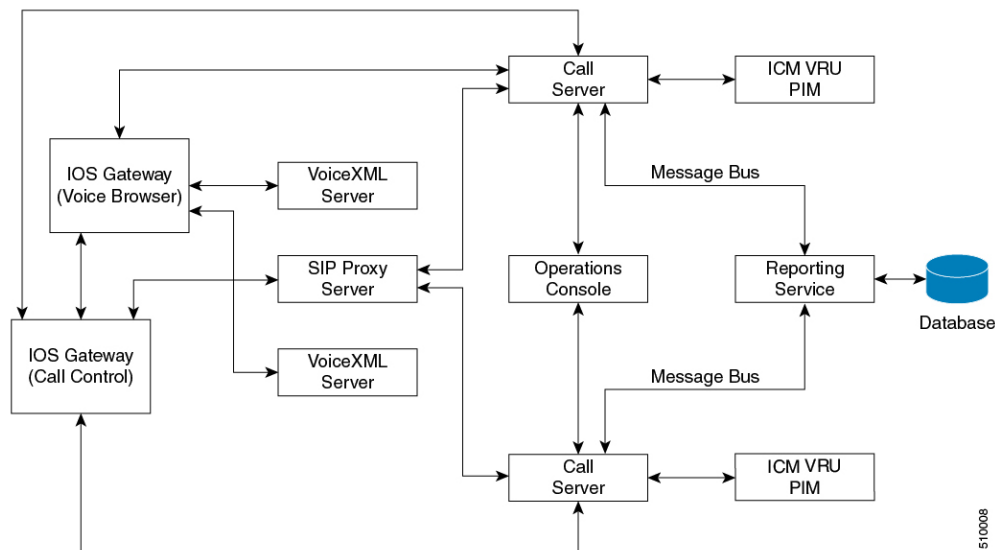 Call
Server
ICM VRU
PIM
IOS Gateway
(Voice Browser)
VoiceXML
Server
Message Bus
SIP Proxy
Server
Operations
Console
Reporting
Service
Database
IOS Gateway
(Call Control)
VoiceXML
Server
Message Bus
Call
Server
ICM VRU
PIM
510008